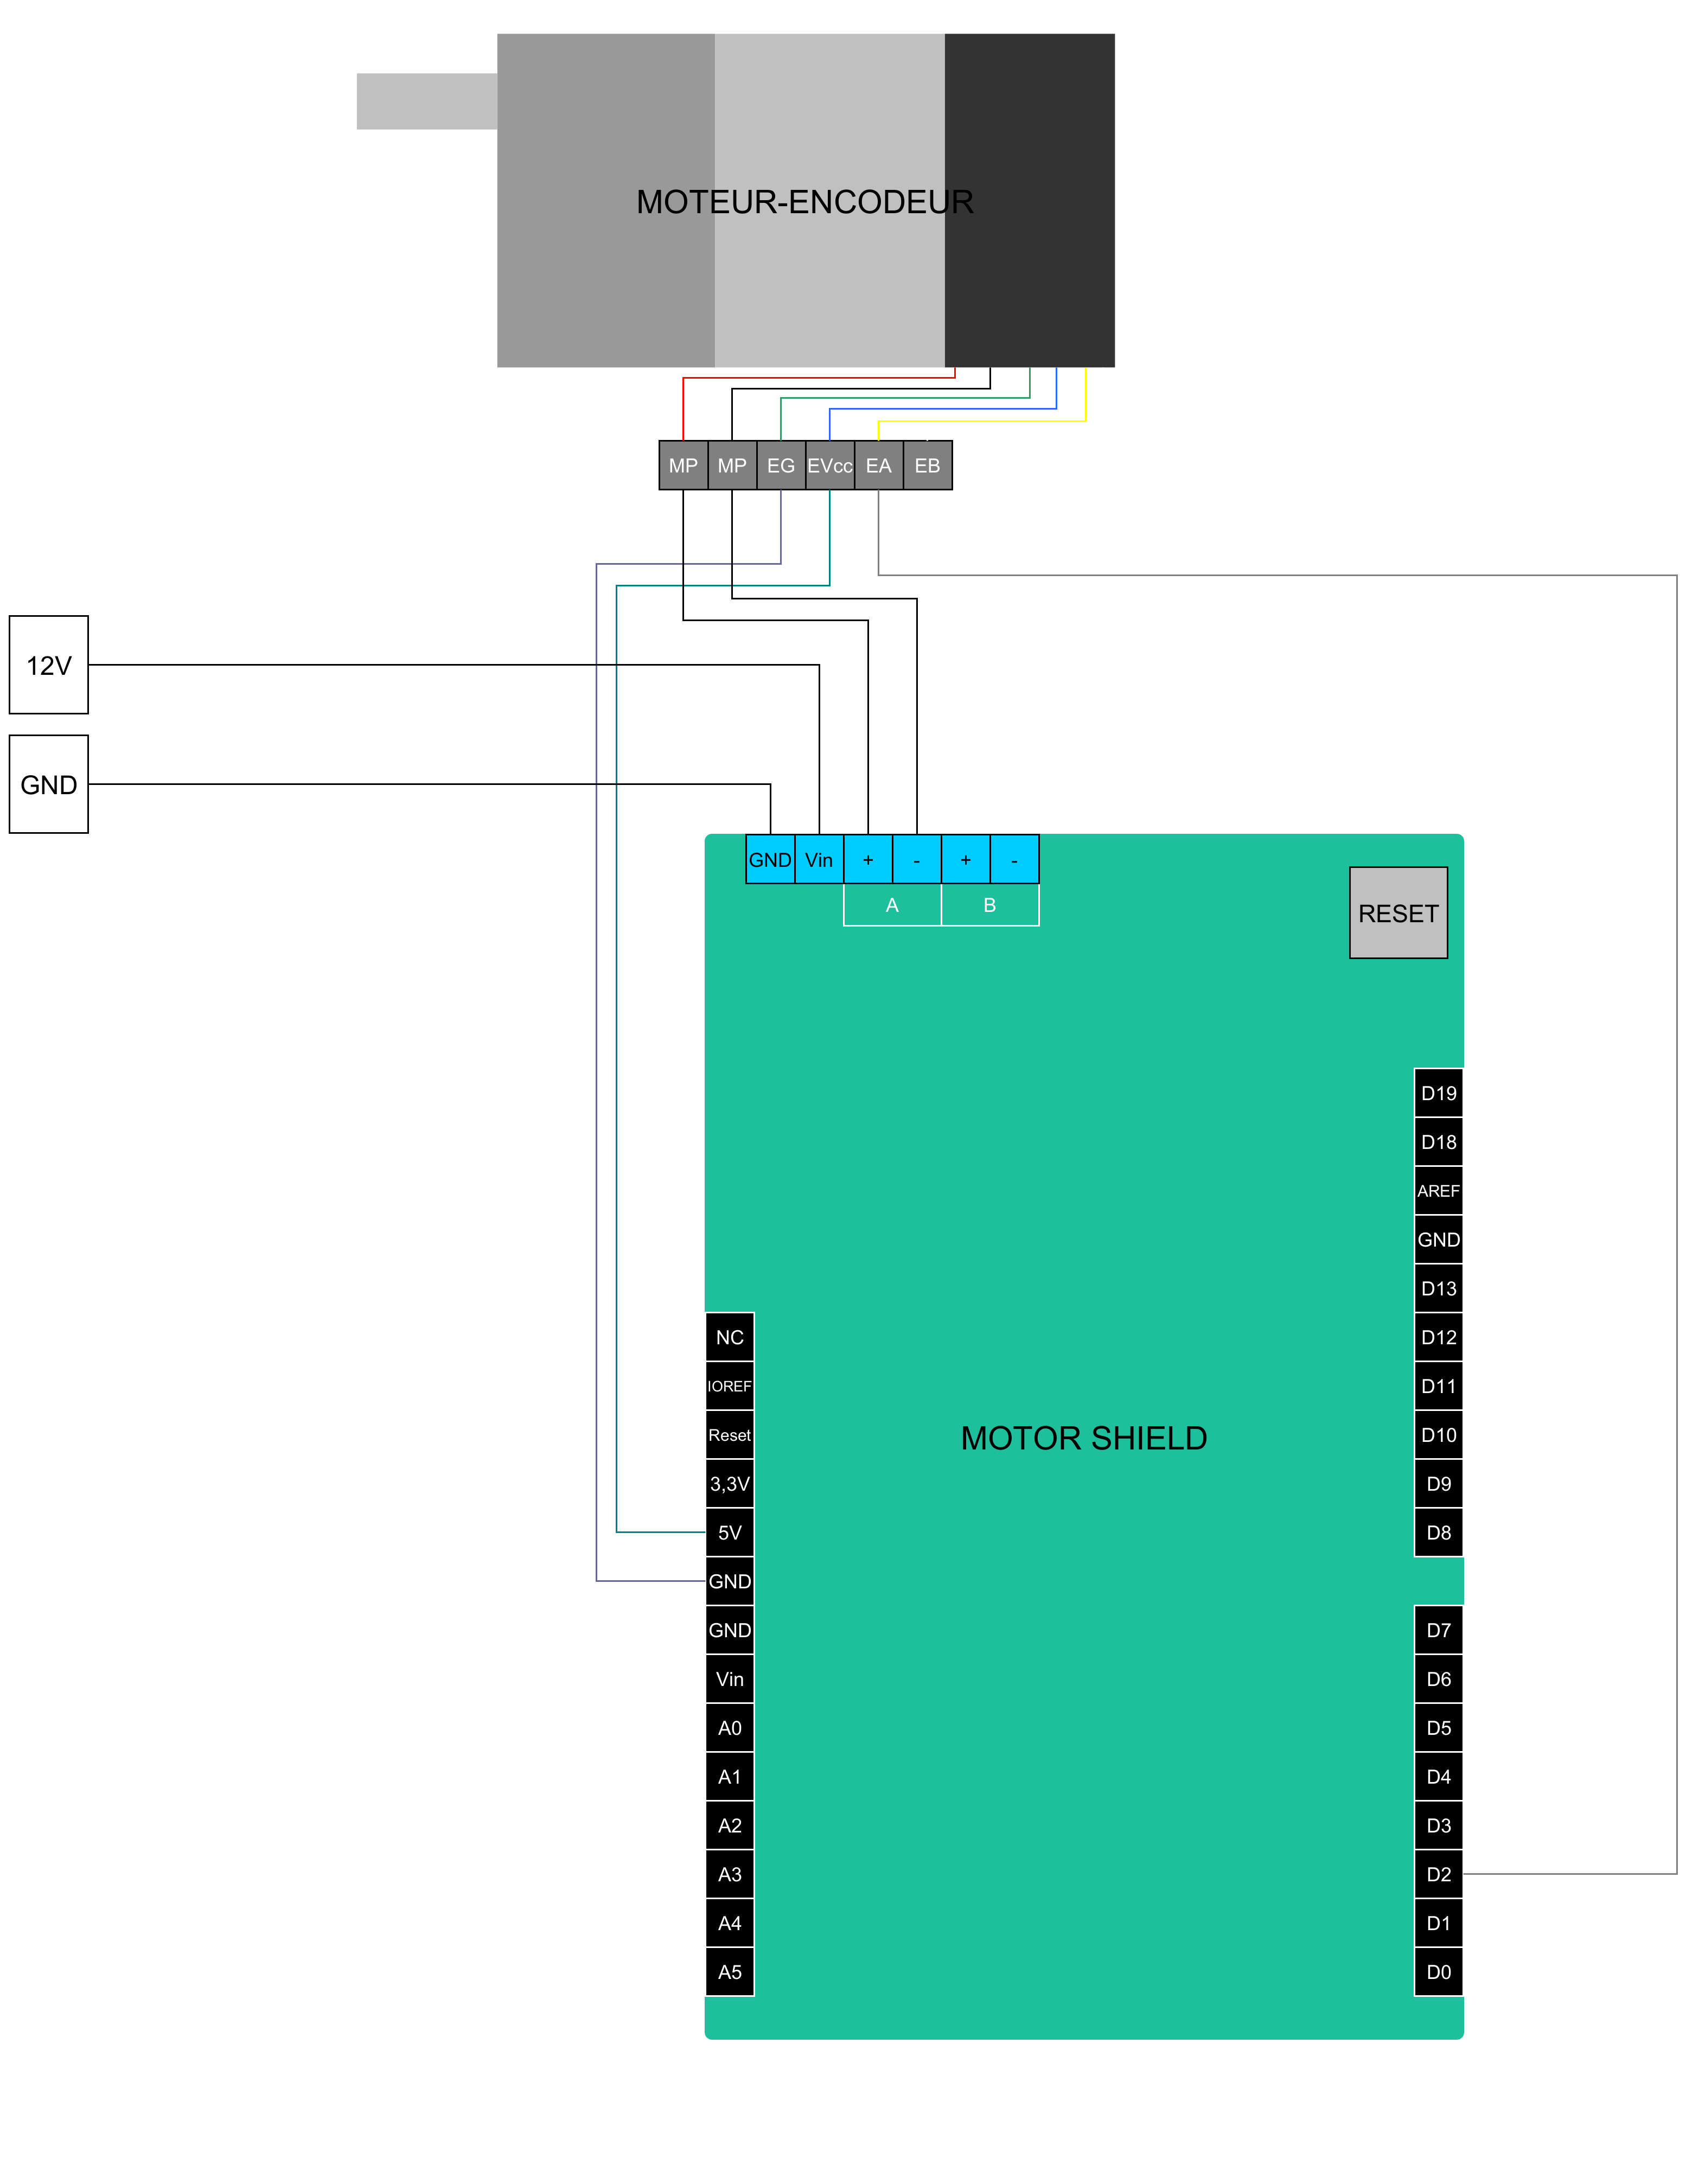 MOTEUR-ENCODEUR
MP MP EG EVcc EA EB
12V
GND
GND Vin + - + -
A B
RESET
D19
D18
AREF
GND
D13
NC D12
IOREF D11
Reset MOTOR SHIELD D10
3,3V D9
5V D8
GND
GND D7
Vin D6
A0 D5
A1 D4
A2 D3
A3 D2
A4 D1
A5 D0